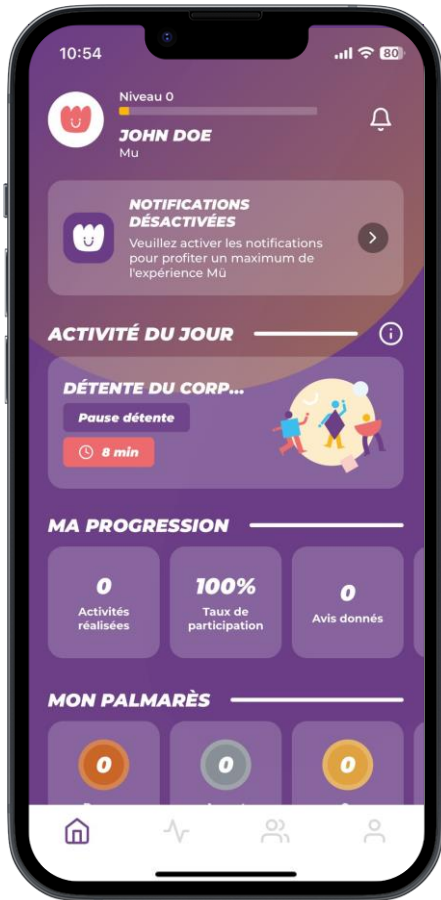 10:54
80
Niveau 0
JOHN DOE
Mu
NOTIFICATIONS
DÉSACTIVÉES
Veuillez activer les notifications
pour profiter un maximum de
l'expérience Mü
ACTIVITÉ DU JOUR
DÉTENTE DU CORP...
Pause détente
8 min
MA PROGRESSION
0
Activités
réalisées
100%
Taux de
participation
0
Avis donnés
MON PALMARÈS
0
0
0